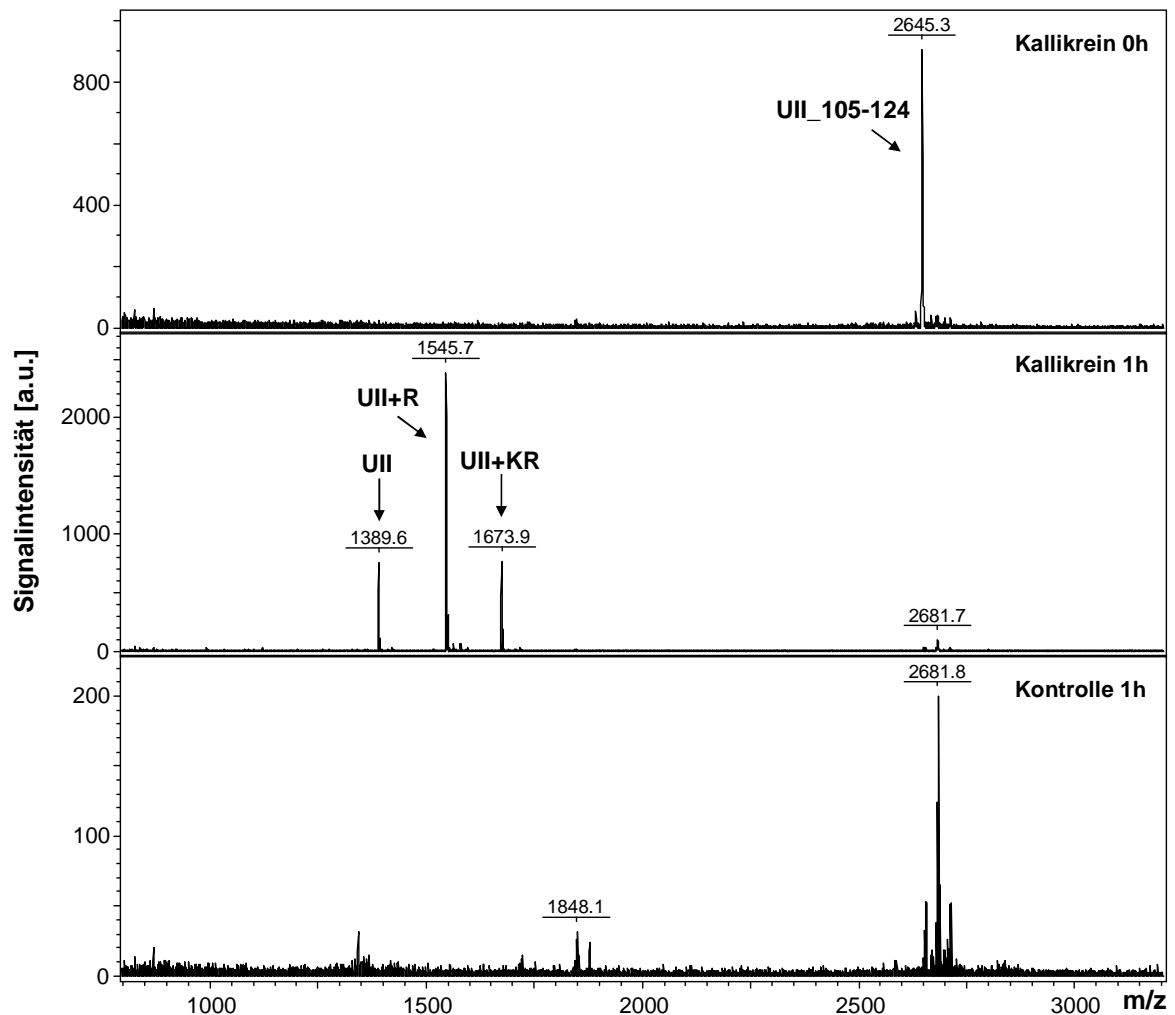 2645.3
Kallikrein 0h
800
UII_105-124
400
0
1545.7
Kallikrein 1h
2000
UII+R
UII
UII+KR
1000
1389.6
1673.9
2681.7
0
Signalintensität [a.u.]
2681.8
Kontrolle 1h
200
100
1848.1
0
1000
1500
2000
2500
3000
m/z